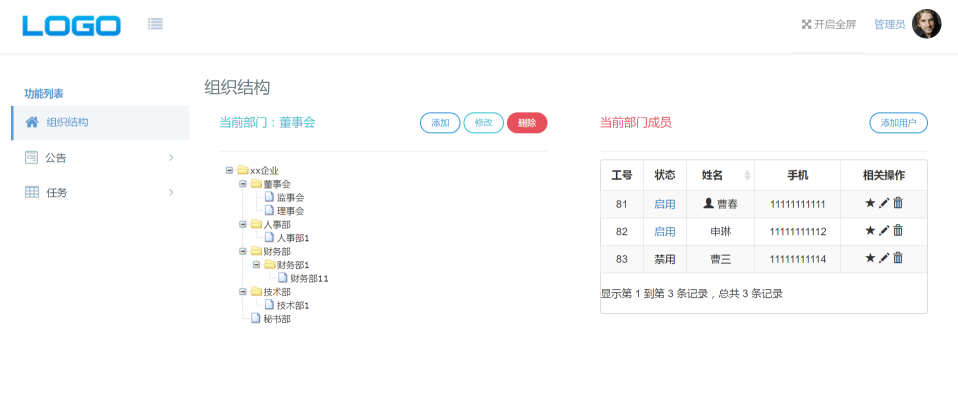 LOGO
开启全屏 管理员
功能列表
组织结构
公告
任务
组织结构
当前部门：董事会 添加 修改 删除
xx企业
董事会
监事会
理事会
人事部
人事部1
财务部
财务部1
财务部11
技术部
技术部1
秘书部
当前部门成员 添加用户
工号 状态 姓名 手机 相关操作
81 启用 曹春 11111111111
82 启用 申琳 11111111112
83 禁用 曹三 11111111114
显示第 1 到第 3 条记录，总共 3 条记录